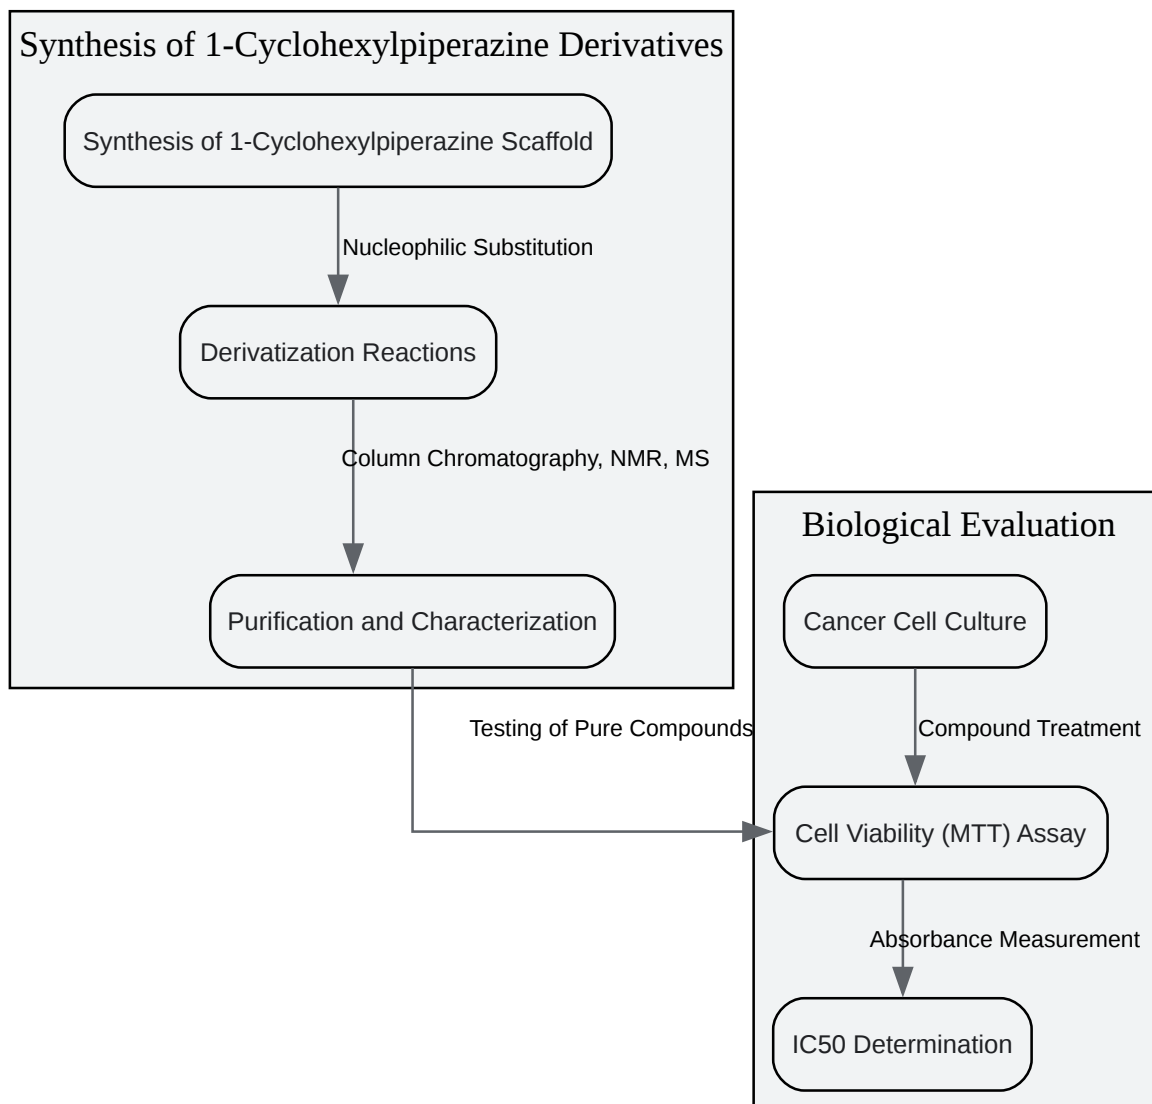 Synthesis of 1-Cyclohexylpiperazine Derivatives
Synthesis of 1-Cyclohexylpiperazine Scaffold
Nucleophilic Substitution
Derivatization Reactions
Column Chromatography, NMR, MS
Purification and Characterization
Testing of Pure Compounds
Biological Evaluation
Cancer Cell Culture
Compound Treatment
Cell Viability (MTT) Assay
Absorbance Measurement
IC50 Determination